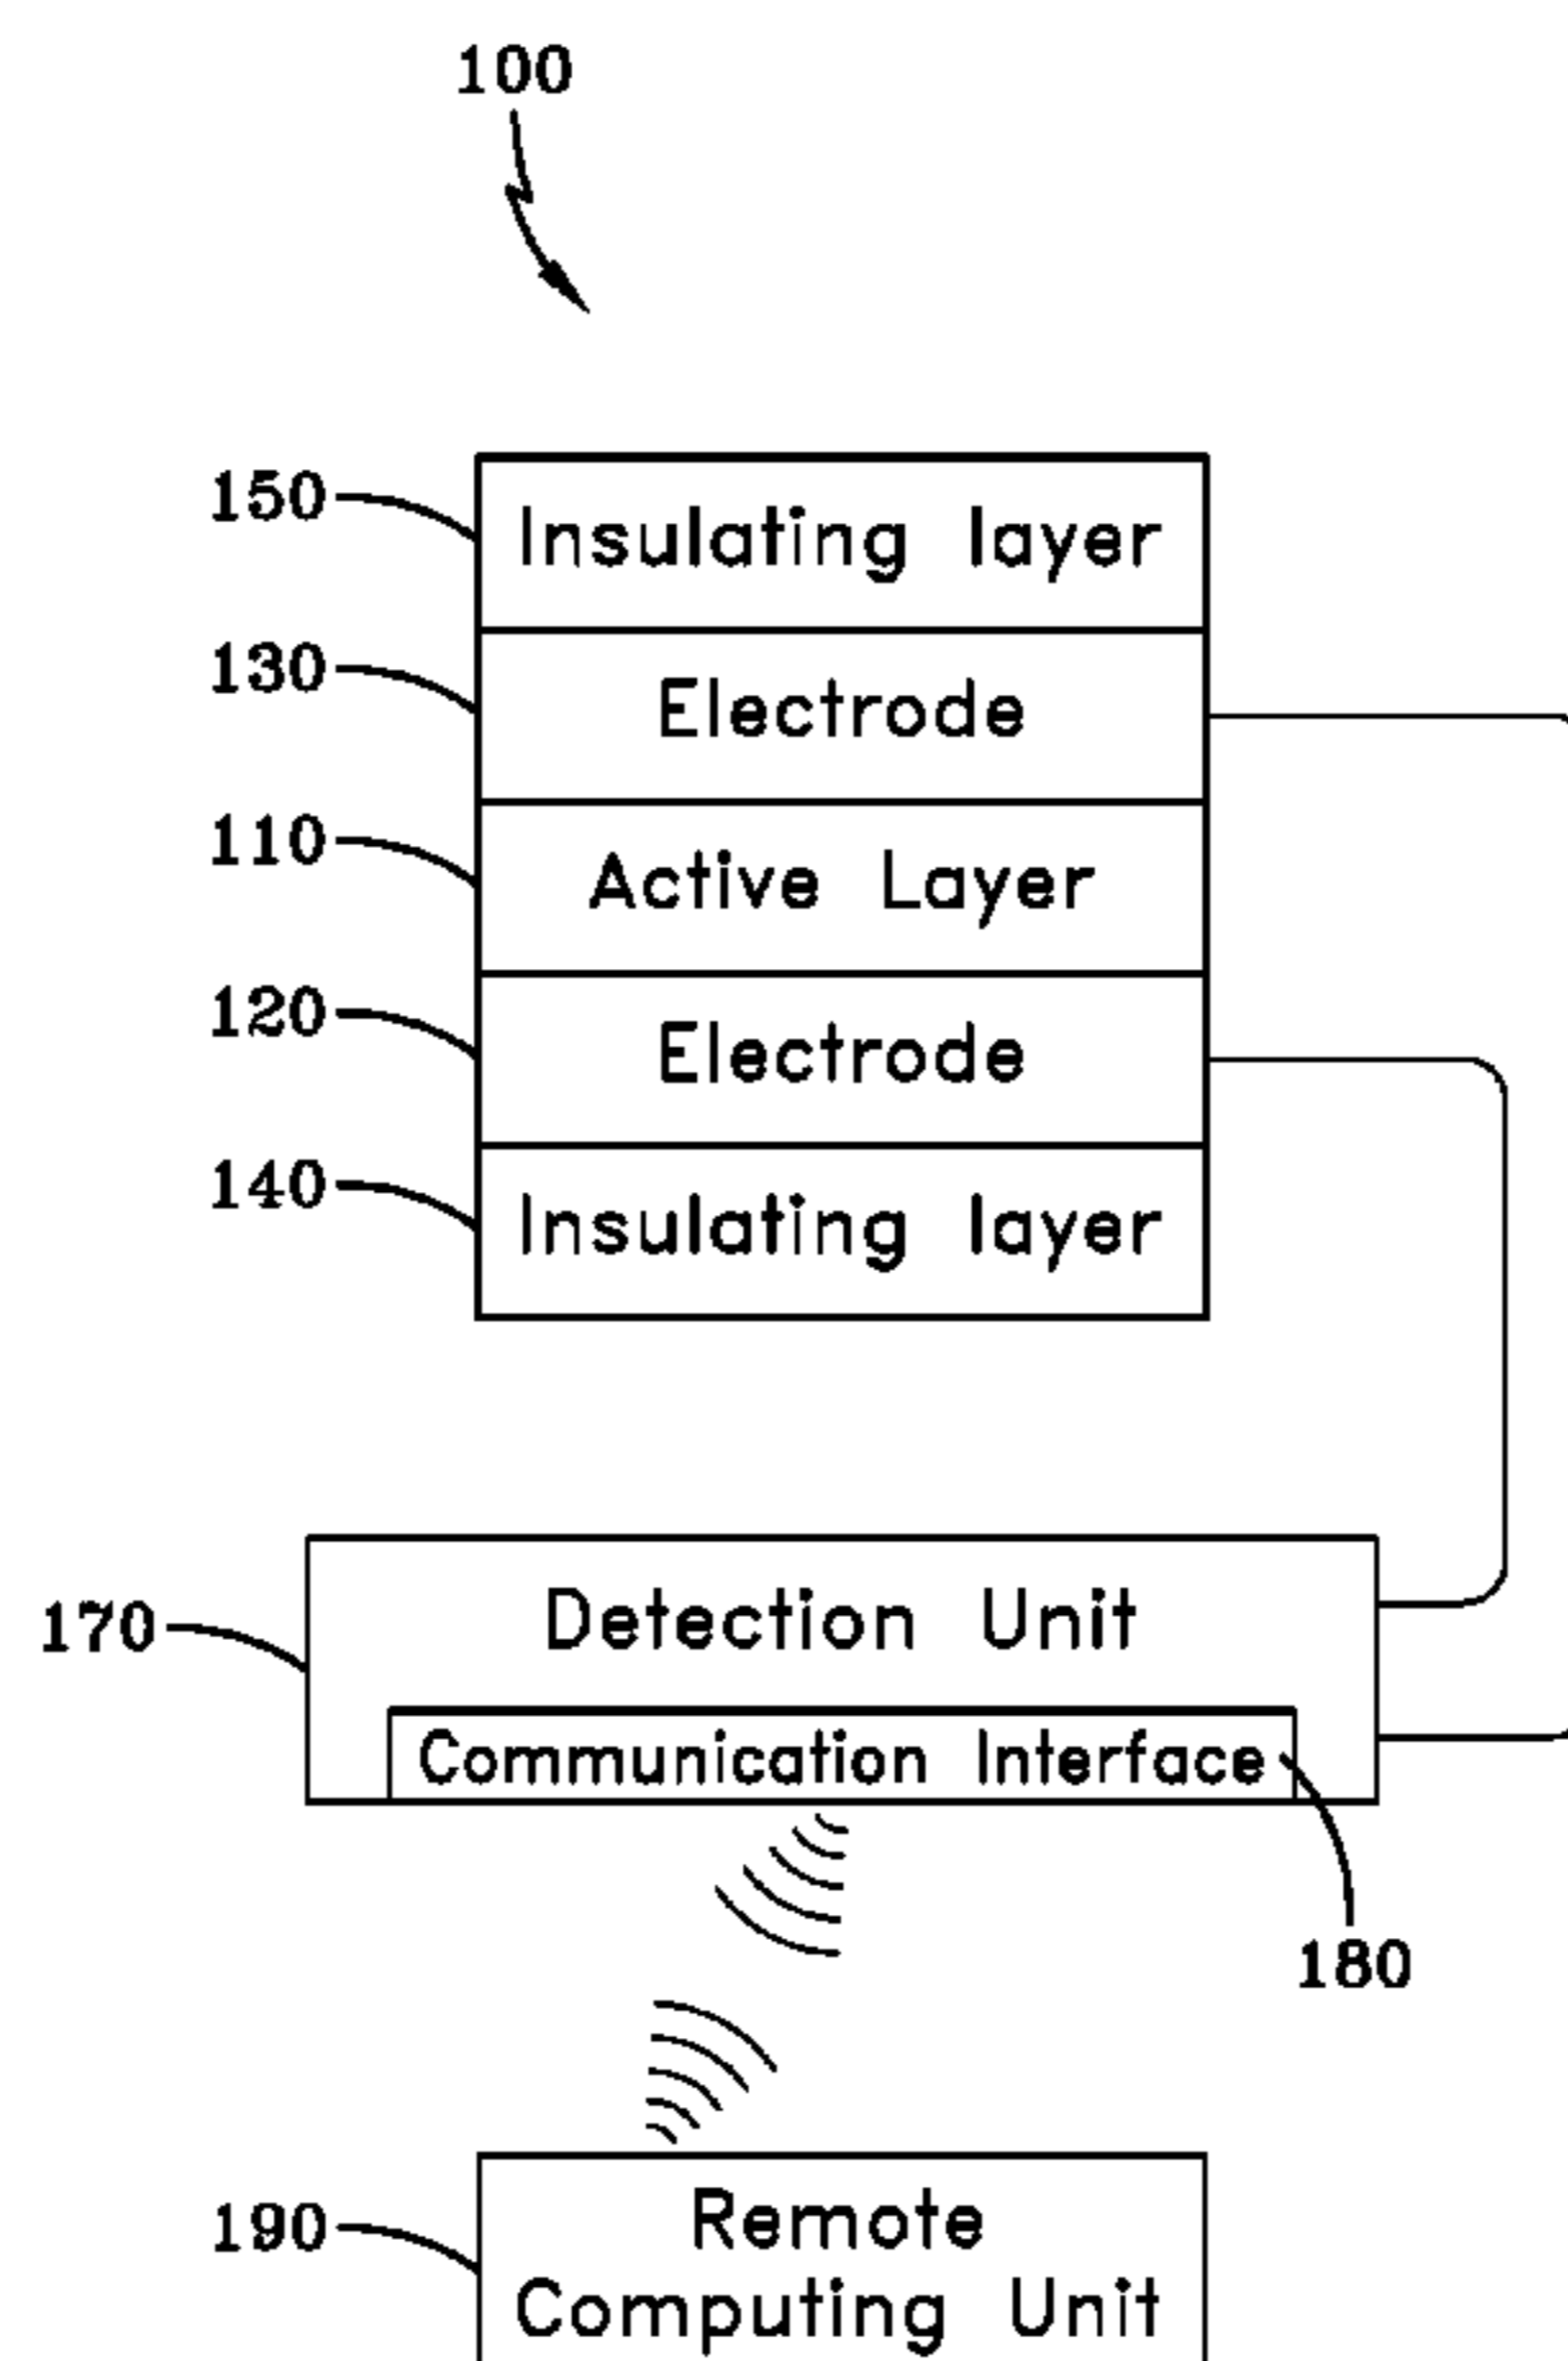 100
150
Insulating layer
130
Electrode
110
Active Layer
120
Electrode
140
Insulating layer
170
Detection Unit
Communication Interface
180
190
Remote
Computing Unit